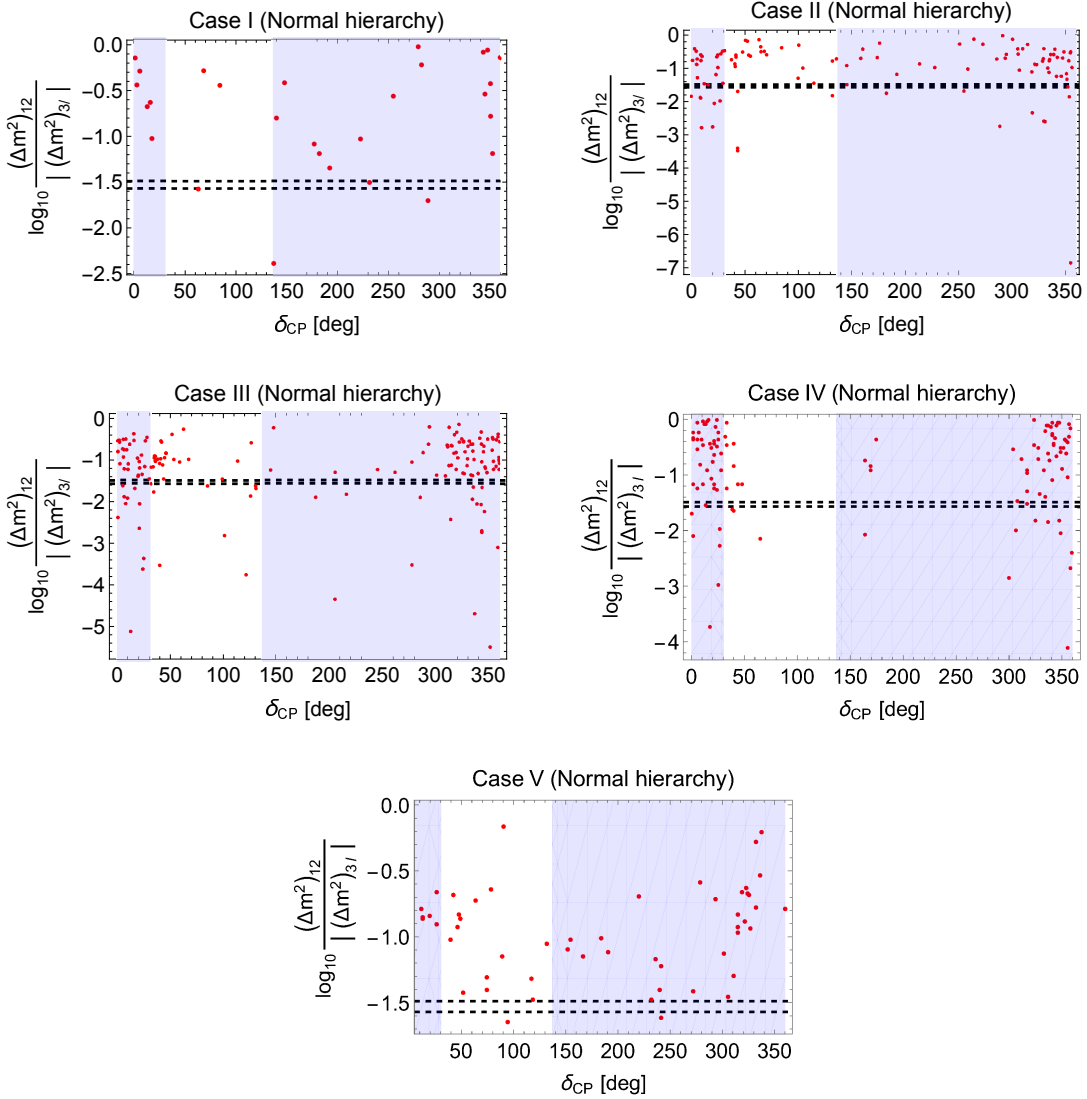 Case I (Normal hierarchy)
log10 (Δm²)12 / | (Δm²)3l |
0.0
−0.5
−1.0
−1.5
−2.0
−2.5
0 50 100 150 200 250 300 350
δCP [deg]
Case II (Normal hierarchy)
log10 (Δm²)12 / | (Δm²)3l |
0
−1
−2
−3
−4
−5
−6
−7
0 50 100 150 200 250 300 350
δCP [deg]
Case III (Normal hierarchy)
log10 (Δm²)12 / | (Δm²)3l |
0
−1
−2
−3
−4
−5
0 50 100 150 200 250 300 350
δCP [deg]
Case IV (Normal hierarchy)
log10 (Δm²)12 / | (Δm²)3l |
0
−1
−2
−3
−4
0 50 100 150 200 250 300 350
δCP [deg]
Case V (Normal hierarchy)
log10 (Δm²)12 / | (Δm²)3l |
0.0
−0.5
−1.0
−1.5
50 100 150 200 250 300 350
δCP [deg]